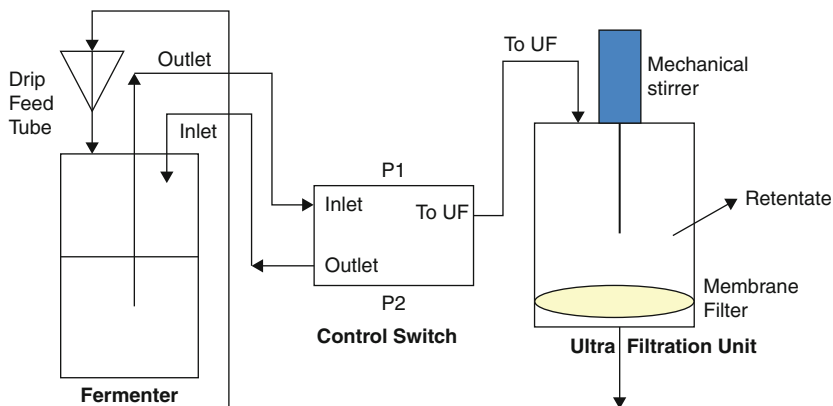 Drip
Feed
Tube
Outlet
Inlet
Fermenter
P1
Inlet
To UF
Outlet
P2
Control Switch
To UF
Mechanical
stirrer
Retentate
Membrane
Filter
Ultra Filtration Unit